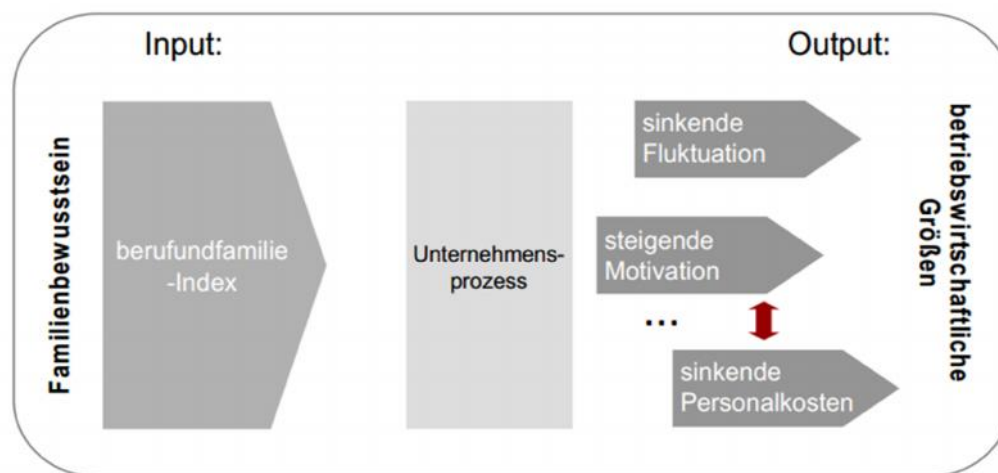 Input:
Output:
Familienbewusstsein
berufundfamilie
-Index
Unternehmens-
prozess
sinkende
Fluktuation
steigende
Motivation
...
sinkende
Personalkosten
betriebswirtschaftliche
Größen